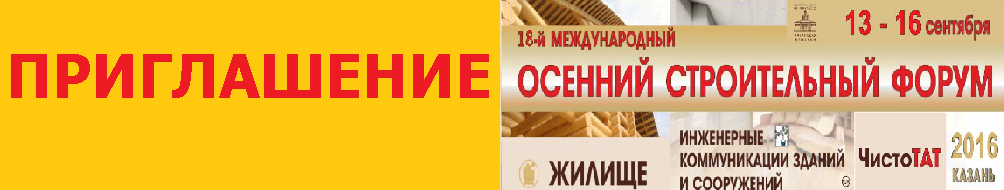 ПРИГЛАШЕНИЕ
13 - 16 сентября
18-й МЕЖДУНАРОДНЫЙ
ОСЕННИЙ СТРОИТЕЛЬНЫЙ ФОРУМ
ЖИЛИЩЕ
ИНЖЕНЕРНЫЕ
КОММУНИКАЦИИ ЗДАНИЙ
И СООРУЖЕНИЙ
ЧистоТАТ
2016
КАЗАНЬ